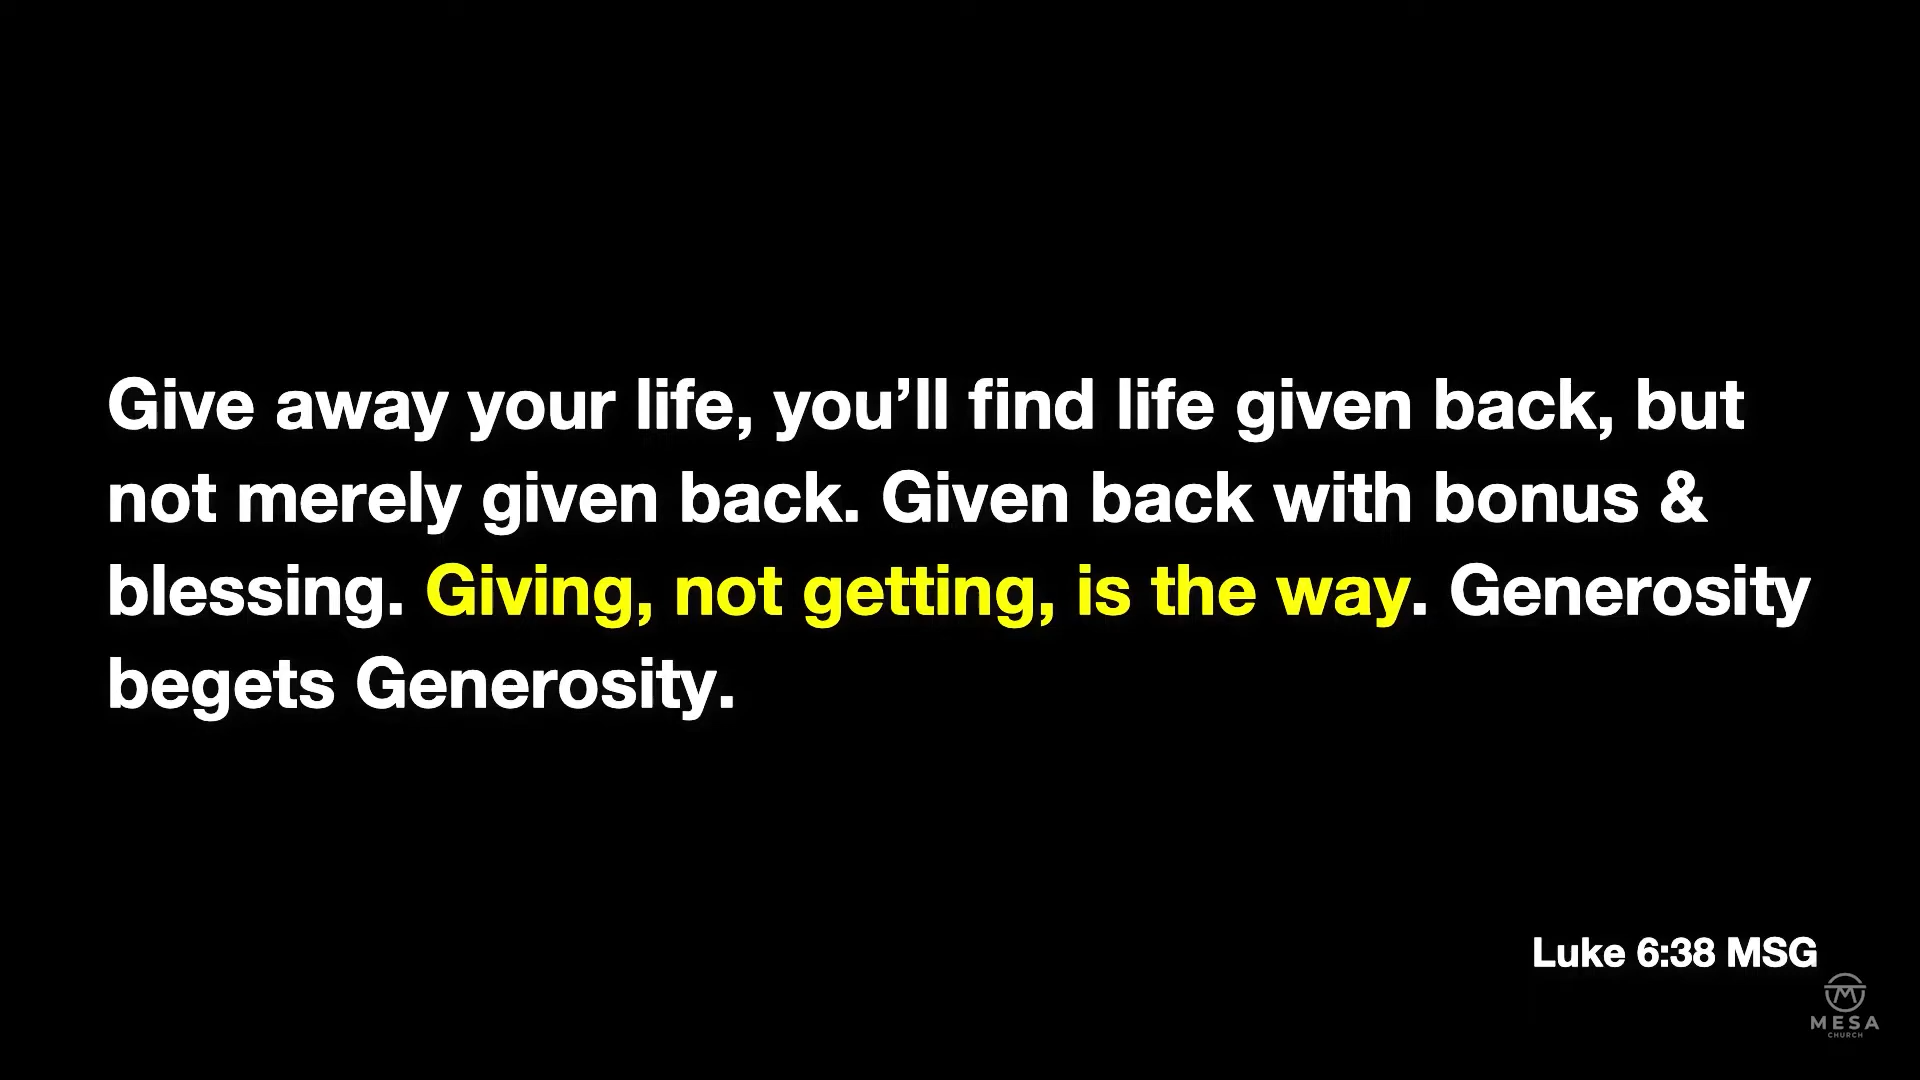 Give away your life, you’ll find life given back, but
not merely given back. Given back with bonus &
blessing. Giving, not getting, is the way. Generosity
begets Generosity.
Luke 6:38 MSG
MESA
CHURCH